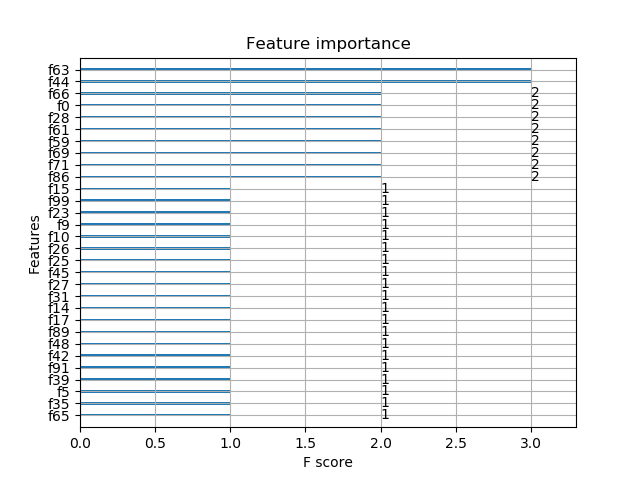 Feature importance
f63
f44
f66 2
f0 2
f28 2
f61 2
f59 2
f69 2
f71 2
f86 2
f15 1
f99 1
f23 1
f9 1
f10 1
f26 1
f25 1
f45 1
f27 1
f31 1
f14 1
f17 1
f89 1
f48 1
f42 1
f91 1
f39 1
f5 1
f35 1
f65 1
Features
0.0 0.5 1.0 1.5 2.0 2.5 3.0
F score